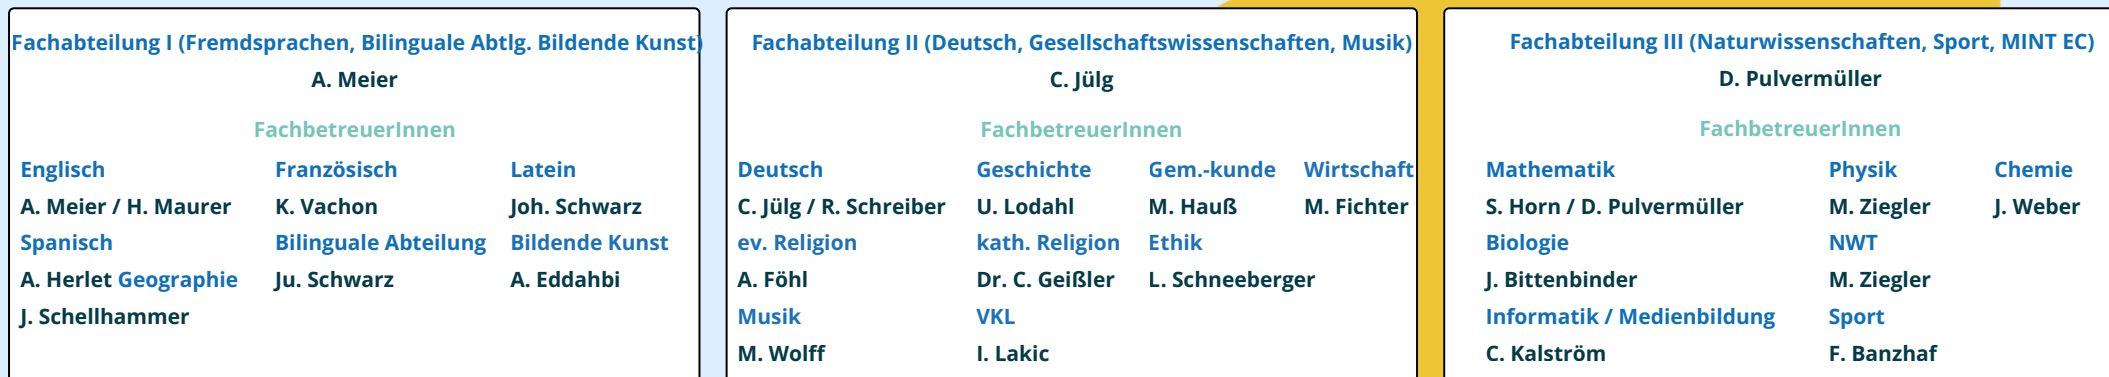 Fachabteilung I (Fremdsprachen, Bilinguale Abtlg. Bildende Kunst)
A. Meier
FachbetreuerInnen
Englisch Französisch Latein
A. Meier / H. Maurer K. Vachon Joh. Schwarz
Spanisch Bilinguale Abteilung Bildende Kunst
A. Herlet Geographie Ju. Schwarz A. Eddahbi
J. Schellhammer
Fachabteilung II (Deutsch, Gesellschaftswissenschaften, Musik)
C. Jülg
FachbetreuerInnen
Deutsch Geschichte Gem.-kunde Wirtschaft
C. Jülg / R. Schreiber U. Lodahl M. Hauß M. Fichter
ev. Religion kath. Religion Ethik
A. Föhl Dr. C. Geißler L. Schneeberger
Musik VKL
M. Wolff I. Lakic
Fachabteilung III (Naturwissenschaften, Sport, MINT EC)
D. Pulvermüller
FachbetreuerInnen
Mathematik Physik Chemie
S. Horn / D. Pulvermüller M. Ziegler J. Weber
Biologie NWT
J. Bittenbinder M. Ziegler
Informatik / Medienbildung Sport
C. Kalström F. Banzhaf